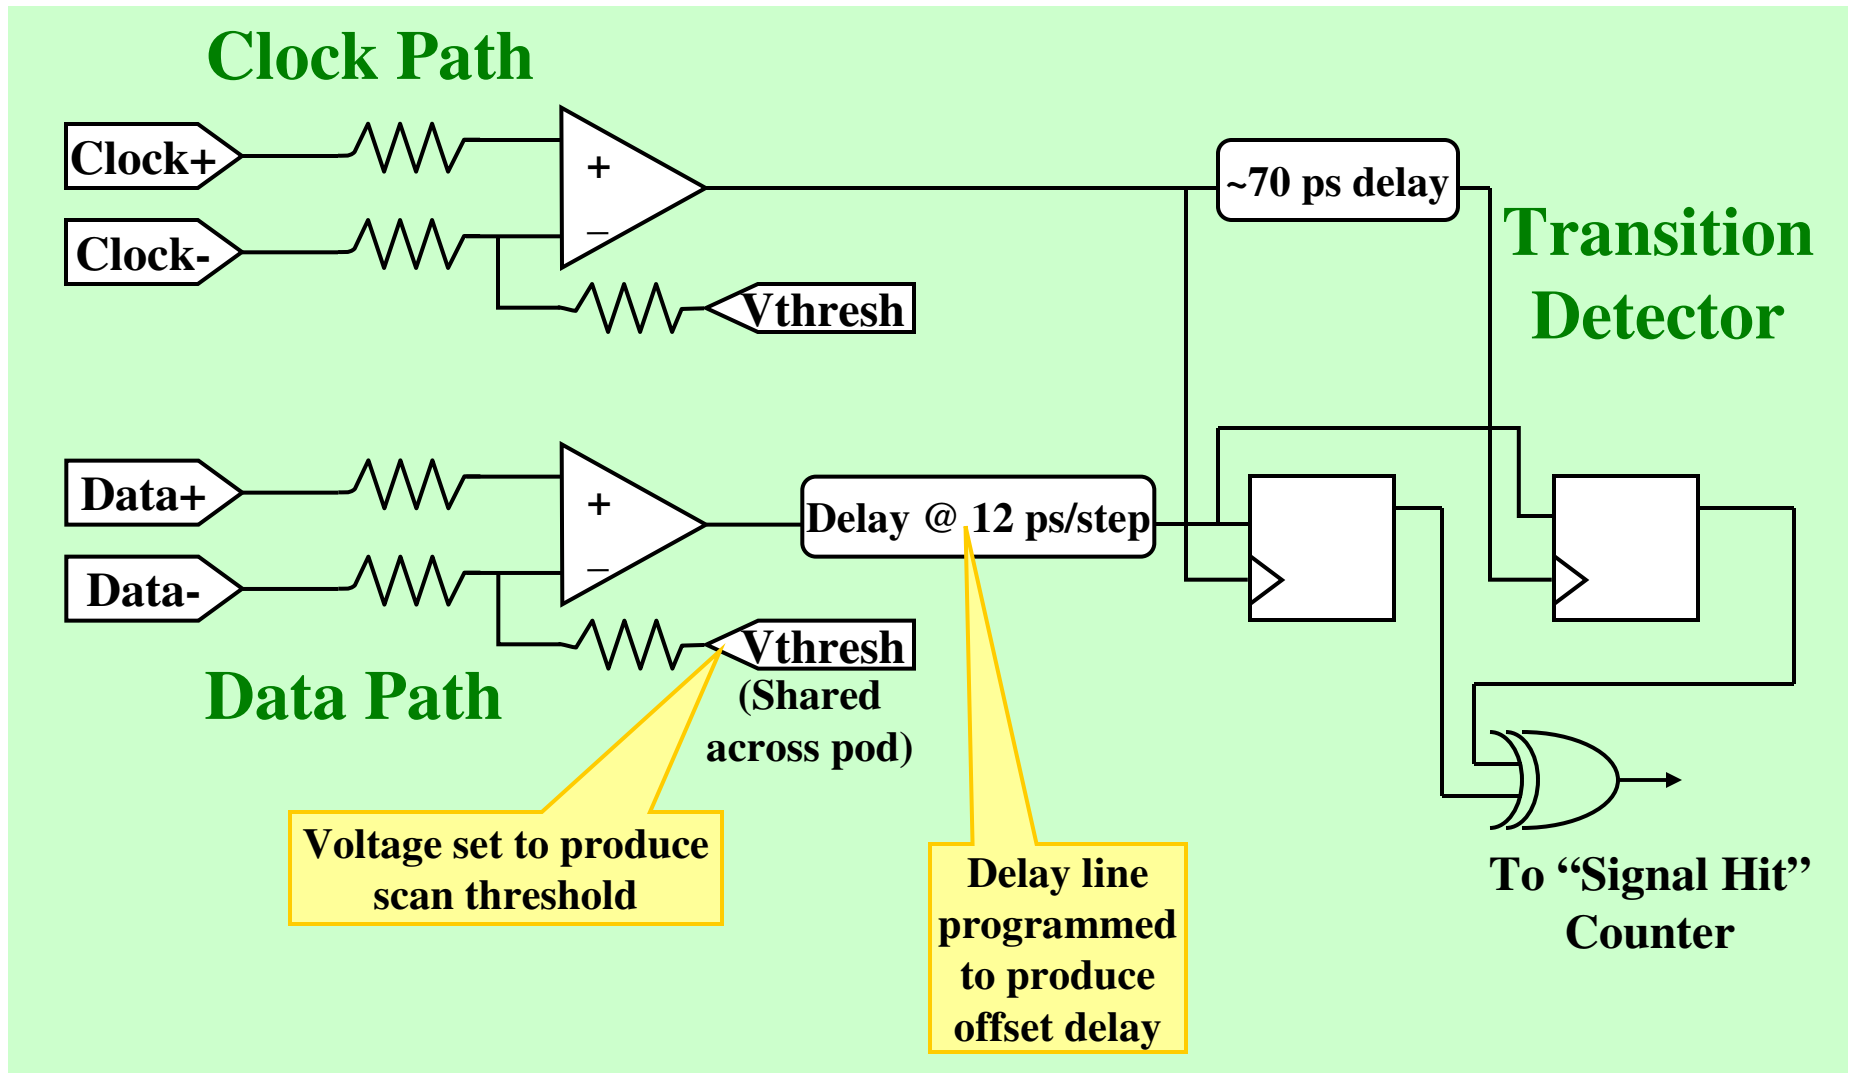 Clock Path
Clock+
Clock-
+
–
Vthresh
~70 ps delay
Transition
Detector
Data+
Data-
+
–
Delay @ 12 ps/step
Vthresh
(Shared
across pod)
Data Path
Voltage set to produce
scan threshold
Delay line
programmed
to produce
offset delay
To “Signal Hit”
Counter